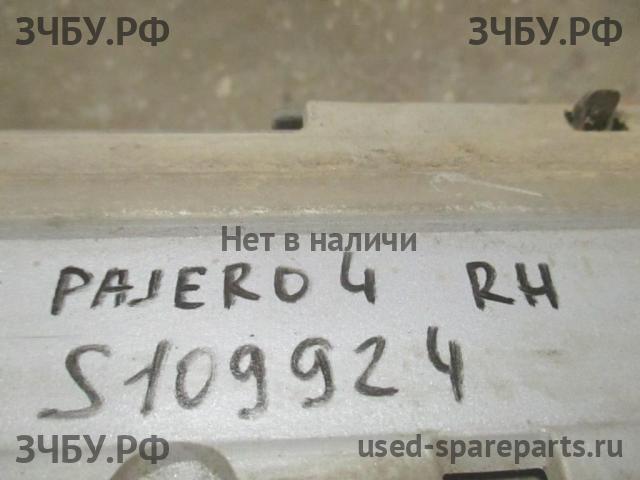 ЗЧБУ.РФ ЗЧБУ.РФ
Нет в наличи
PAJERO 4 RH
S109924
ЗЧБУ.РФ used-spareparts.ru